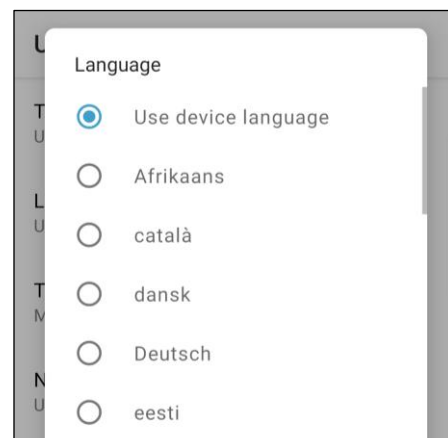 Language
Use device language
Afrikaans
català
dansk
Deutsch
eesti